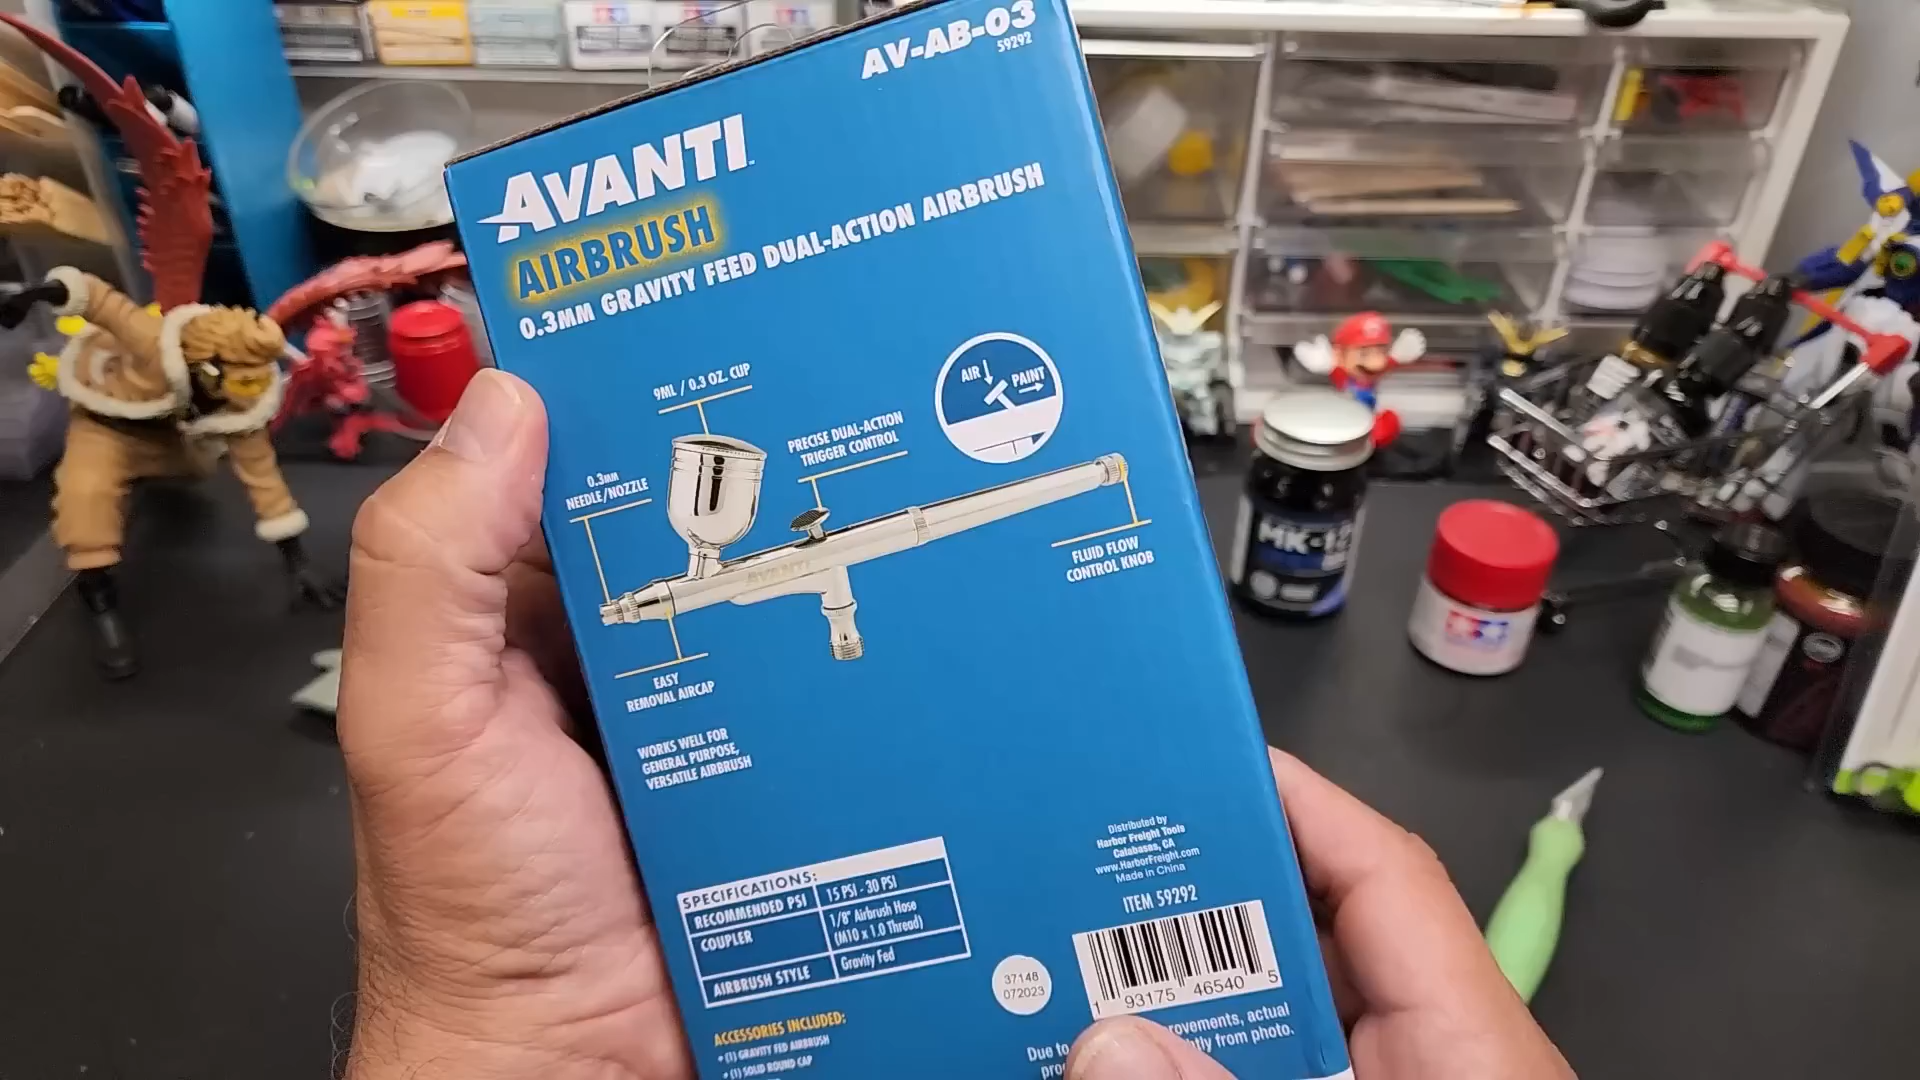 AV-AB-03
59292
AVANTI
AIRBRUSH
0.3MM GRAVITY FEED DUAL-ACTION AIRBRUSH
9ML / 0.3 OZ. CUP
AIR
PAINT
PRECISE DUAL-ACTION
TRIGGER CONTROL
0.3MM
NEEDLE/NOZZLE
AVANTI
FLUID FLOW
CONTROL KNOB
EASY
REMOVAL AIRCAP
WORKS WELL FOR
GENERAL PURPOSE,
VERSATILE AIRBRUSH
SPECIFICATIONS:
RECOMMENDED PSI 15 PSI - 30 PSI
COUPLER 1/8" Airbrush Hose
(M10 x 1.0 Thread)
AIRBRUSH STYLE Gravity Fed
ACCESSORIES INCLUDED:
• (1) GRAVITY FED AIRBRUSH
• (1) SOLID ROUND CAP
Distributed by
Harbor Freight Tools
Calabasas, CA
www.HarborFreight.com
Made in China
ITEM 59292
1 93175 46540 5
37148
072023
Due to
actual
from photo.